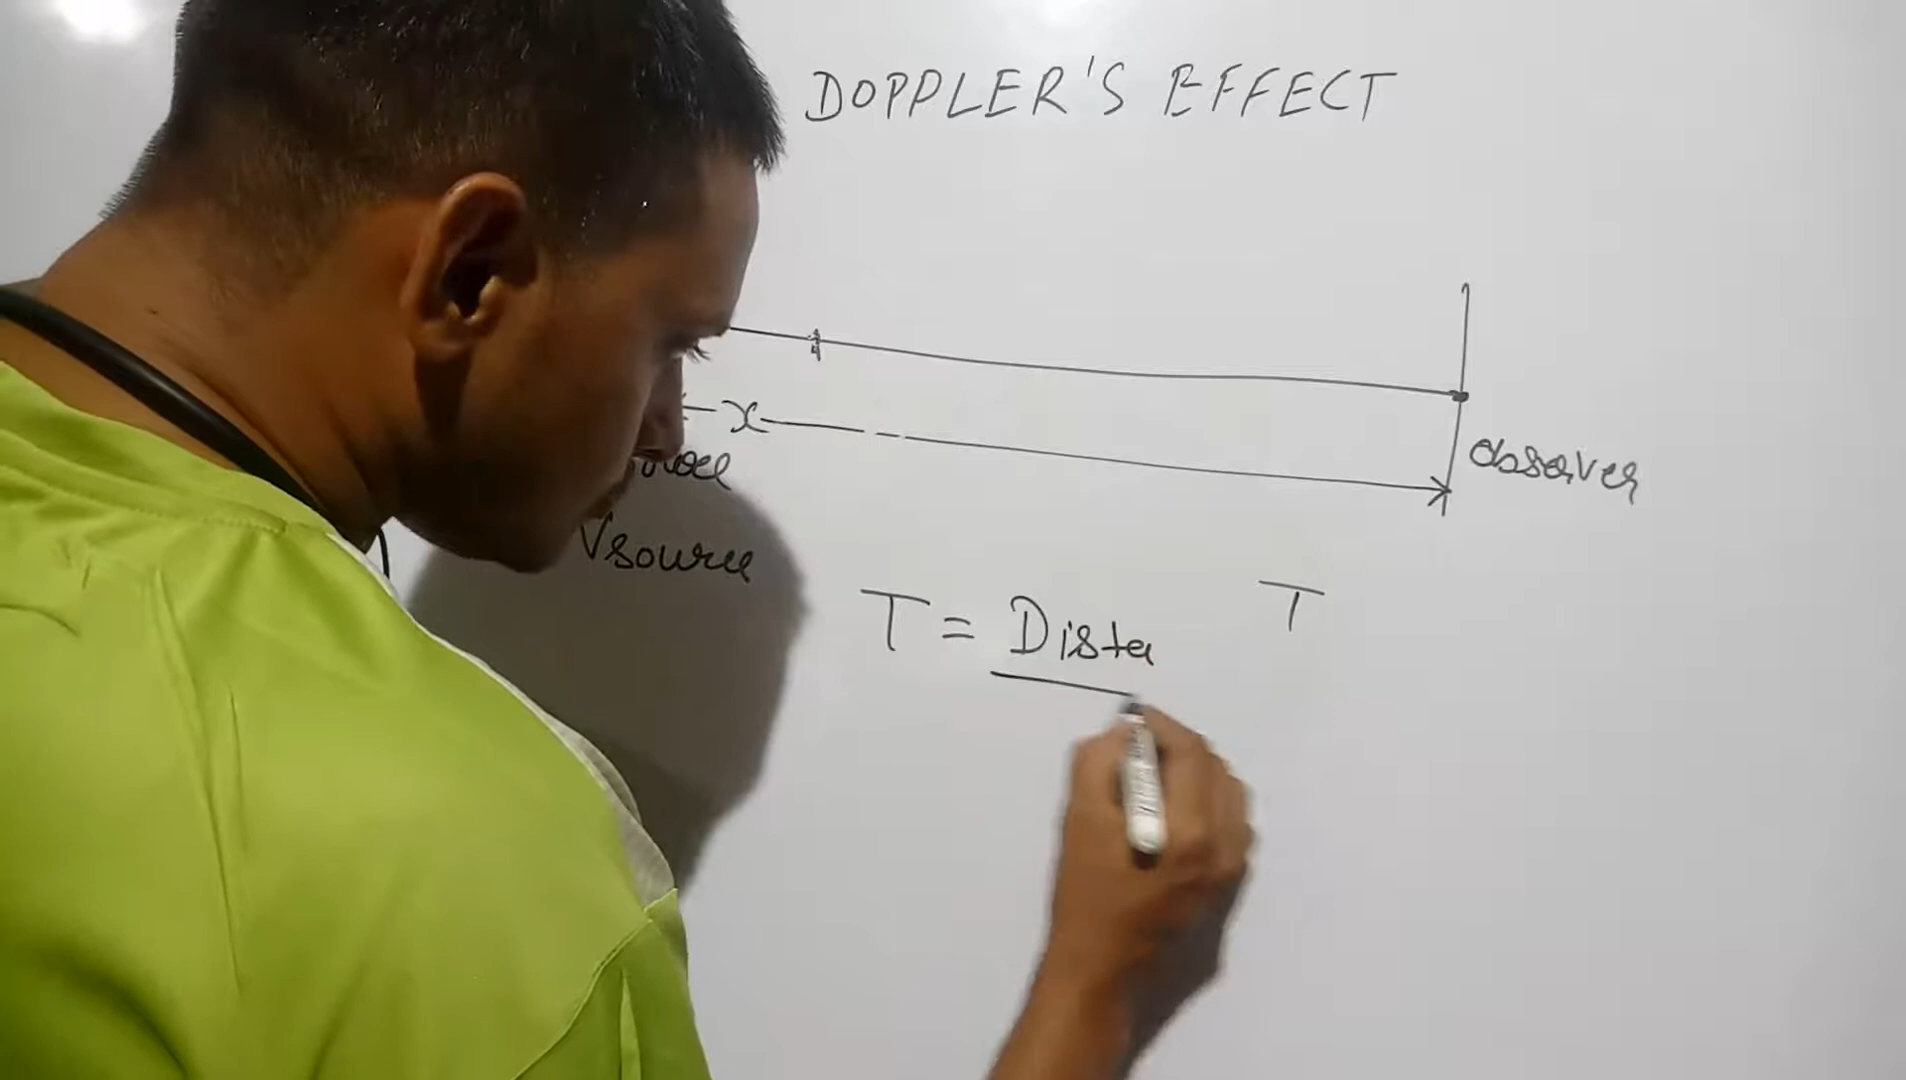 DOPPLER'S EFFECT
x
observer
Vsource
T
T = Dista